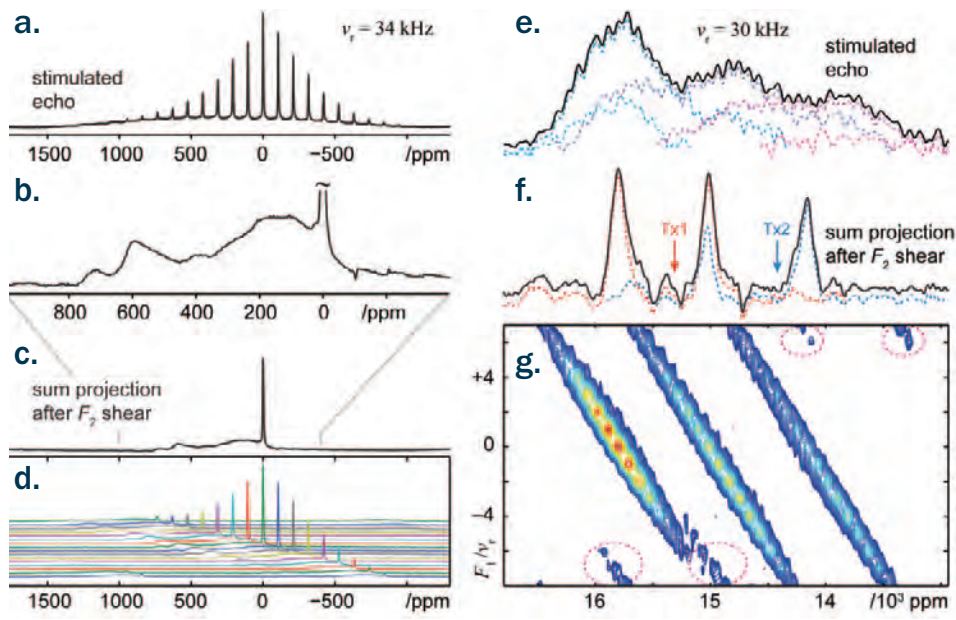 a.
νr = 34 kHz
stimulated
echo
1500 1000 500 0 −500 /ppm
b.
~
800 600 400 200 0 /ppm
c.
sum projection
after F2 shear
d.
1500 1000 500 0 −500 /ppm
e.
νr = 30 kHz
stimulated
echo
f.
Tx1
Tx2
sum projection
after F2 shear
g.
+4
0
−4
F1/νr
16 15 14 /10³ ppm